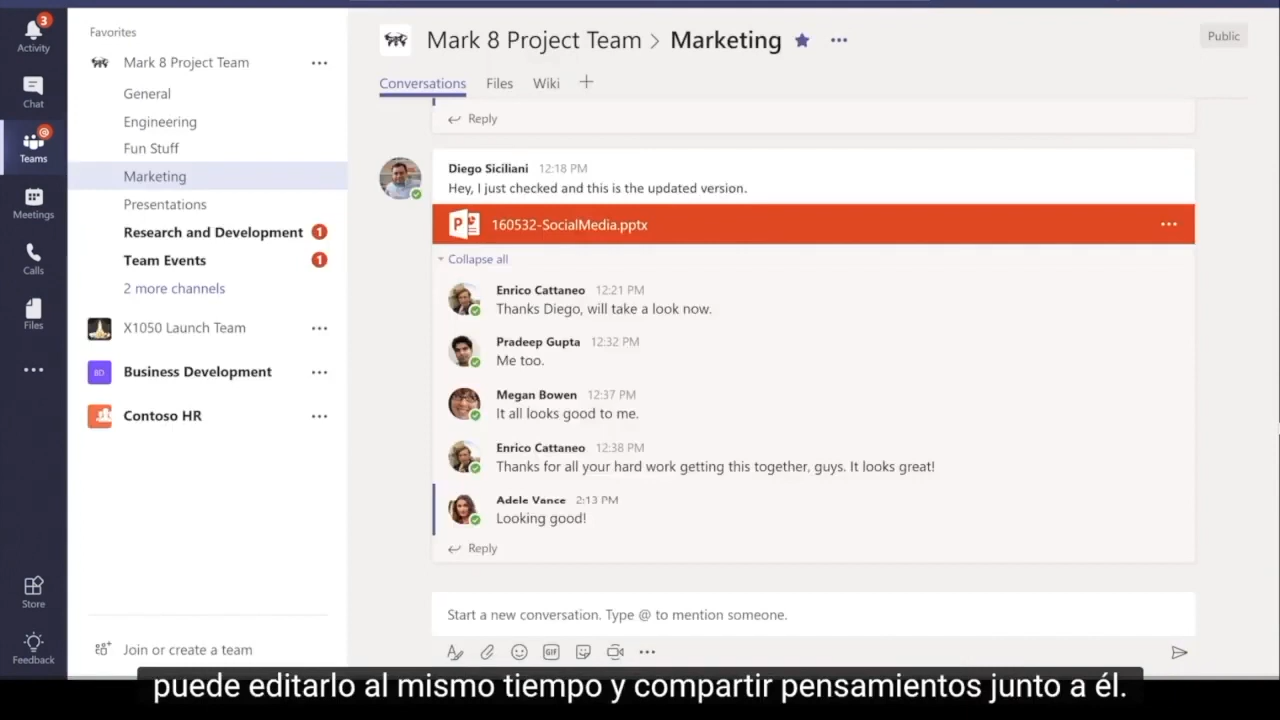 3
Activity
Chat
@
Teams
Meetings
Calls
Files
Store
Feedback
Favorites
Mark 8 Project Team
General
Engineering
Fun Stuff
Marketing
Presentations
Research and Development 1
Team Events 1
2 more channels
X1050 Launch Team
BD Business Development
Contoso HR
Join or create a team
Mark 8 Project Team > Marketing
Public
Conversations Files Wiki +
Reply
Diego Siciliani 12:18 PM
Hey, I just checked and this is the updated version.
P 160532-SocialMedia.pptx
Collapse all
Enrico Cattaneo 12:21 PM
Thanks Diego, will take a look now.
Pradeep Gupta 12:32 PM
Me too.
Megan Bowen 12:37 PM
It all looks good to me.
Enrico Cattaneo 12:38 PM
Thanks for all your hard work getting this together, guys. It looks great!
Adele Vance 2:13 PM
Looking good!
Reply
Start a new conversation. Type @ to mention someone.
GIF
puede editarlo al mismo tiempo y compartir pensamientos junto a él.